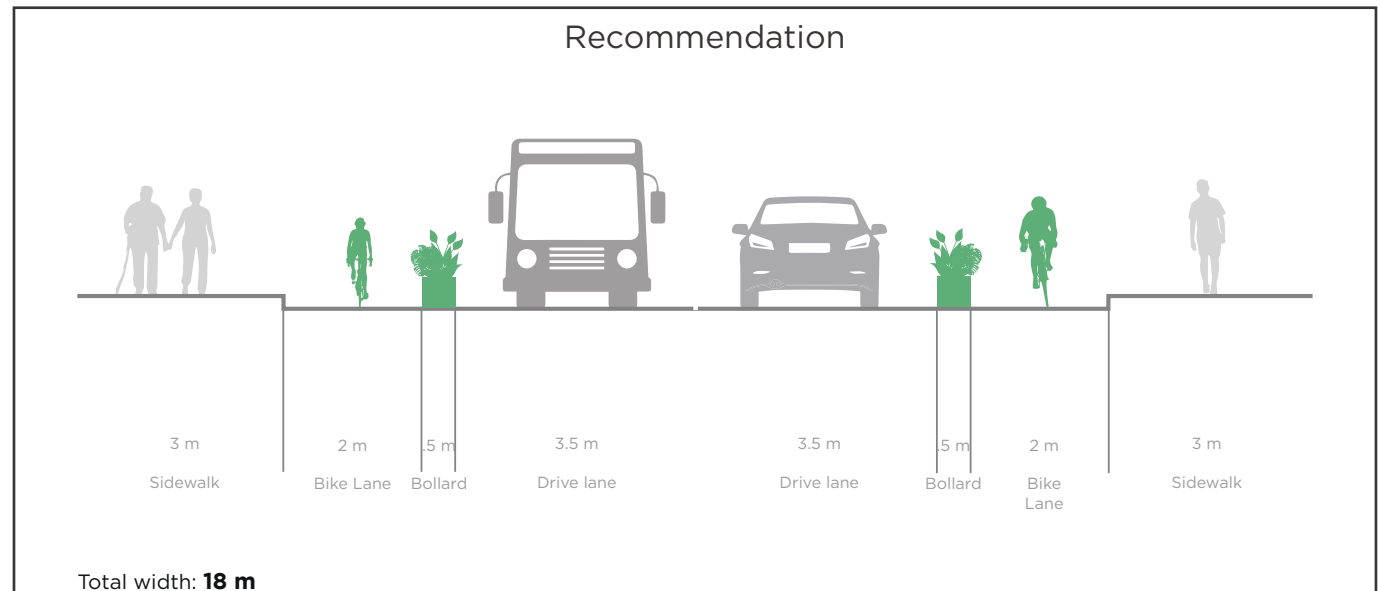 Recommendation
3 m
2 m
.5 m
3.5 m
3.5 m
.5 m
2 m
3 m
Sidewalk
Bike Lane
Bollard
Drive lane
Drive lane
Bollard
Bike
Lane
Sidewalk
Total width: 18 m